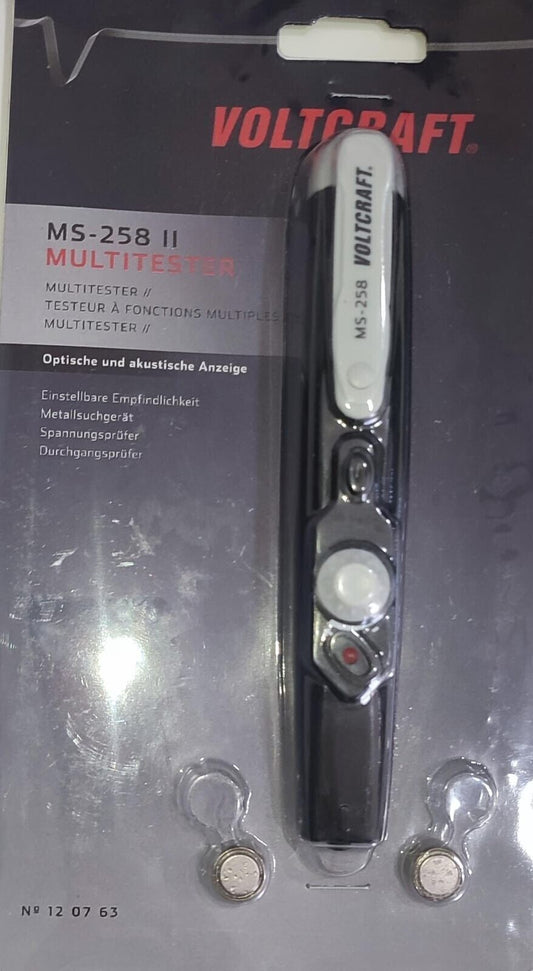 VOLTCRAFT®
MS-258 II
MULTITESTER
MULTITESTER //
TESTEUR À FONCTIONS MULTIPLES
MULTITESTER //
Optische und akustische Anzeige
Einstellbare Empfindlichkeit
Metallsuchgerät
Spannungsprüfer
Durchgangsprüfer
MS-258 VOLTCRAFT®
Nº 12 07 63